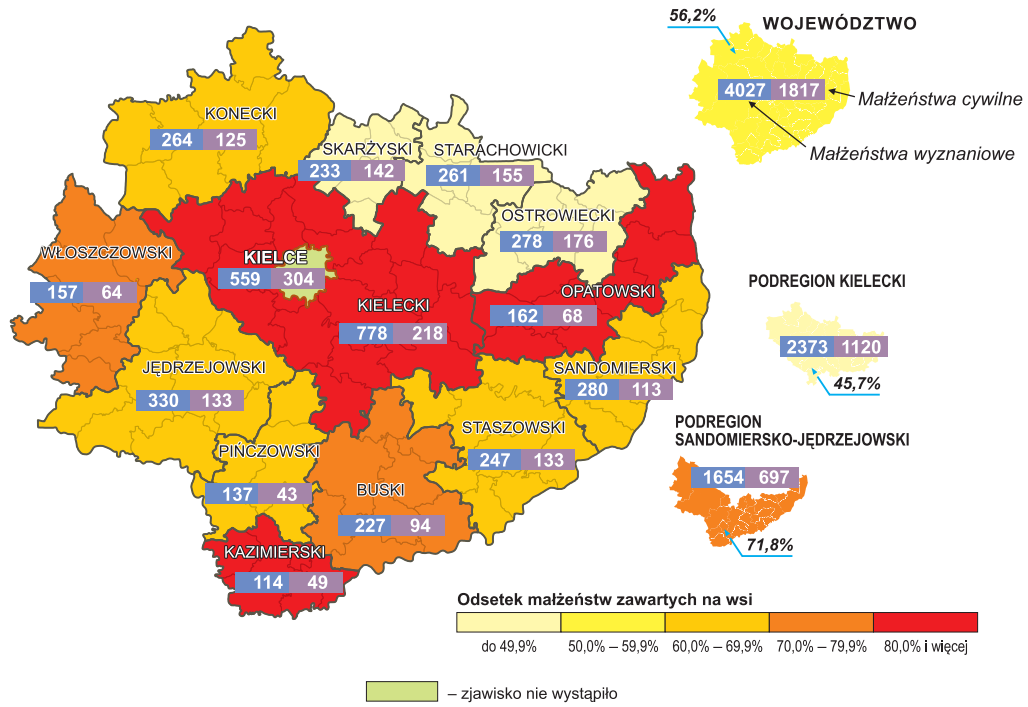 56,2%
WOJEWÓDZTWO
4027 1817
Małżeństwa cywilne
Małżeństwa wyznaniowe
KONECKI
264 125
SKARŻYSKI
233 142
STARACHOWICKI
261 155
OSTROWIECKI
278 176
WŁOSZCZOWSKI
157 64
KIELCE
559 304
KIELECKI
778 218
OPATOWSKI
162 68
PODREGION KIELECKI
2373 1120
45,7%
JĘDRZEJOWSKI
330 133
SANDOMIERSKI
280 113
STASZOWSKI
247 133
PODREGION
SANDOMIERSKO-JĘDRZEJOWSKI
1654 697
71,8%
PIŃCZOWSKI
137 43
BUSKI
227 94
KAZIMIERSKI
114 49
Odsetek małżeństw zawartych na wsi
do 49,9% 50,0% – 59,9% 60,0% – 69,9% 70,0% – 79,9% 80,0% i więcej
– zjawisko nie wystąpiło